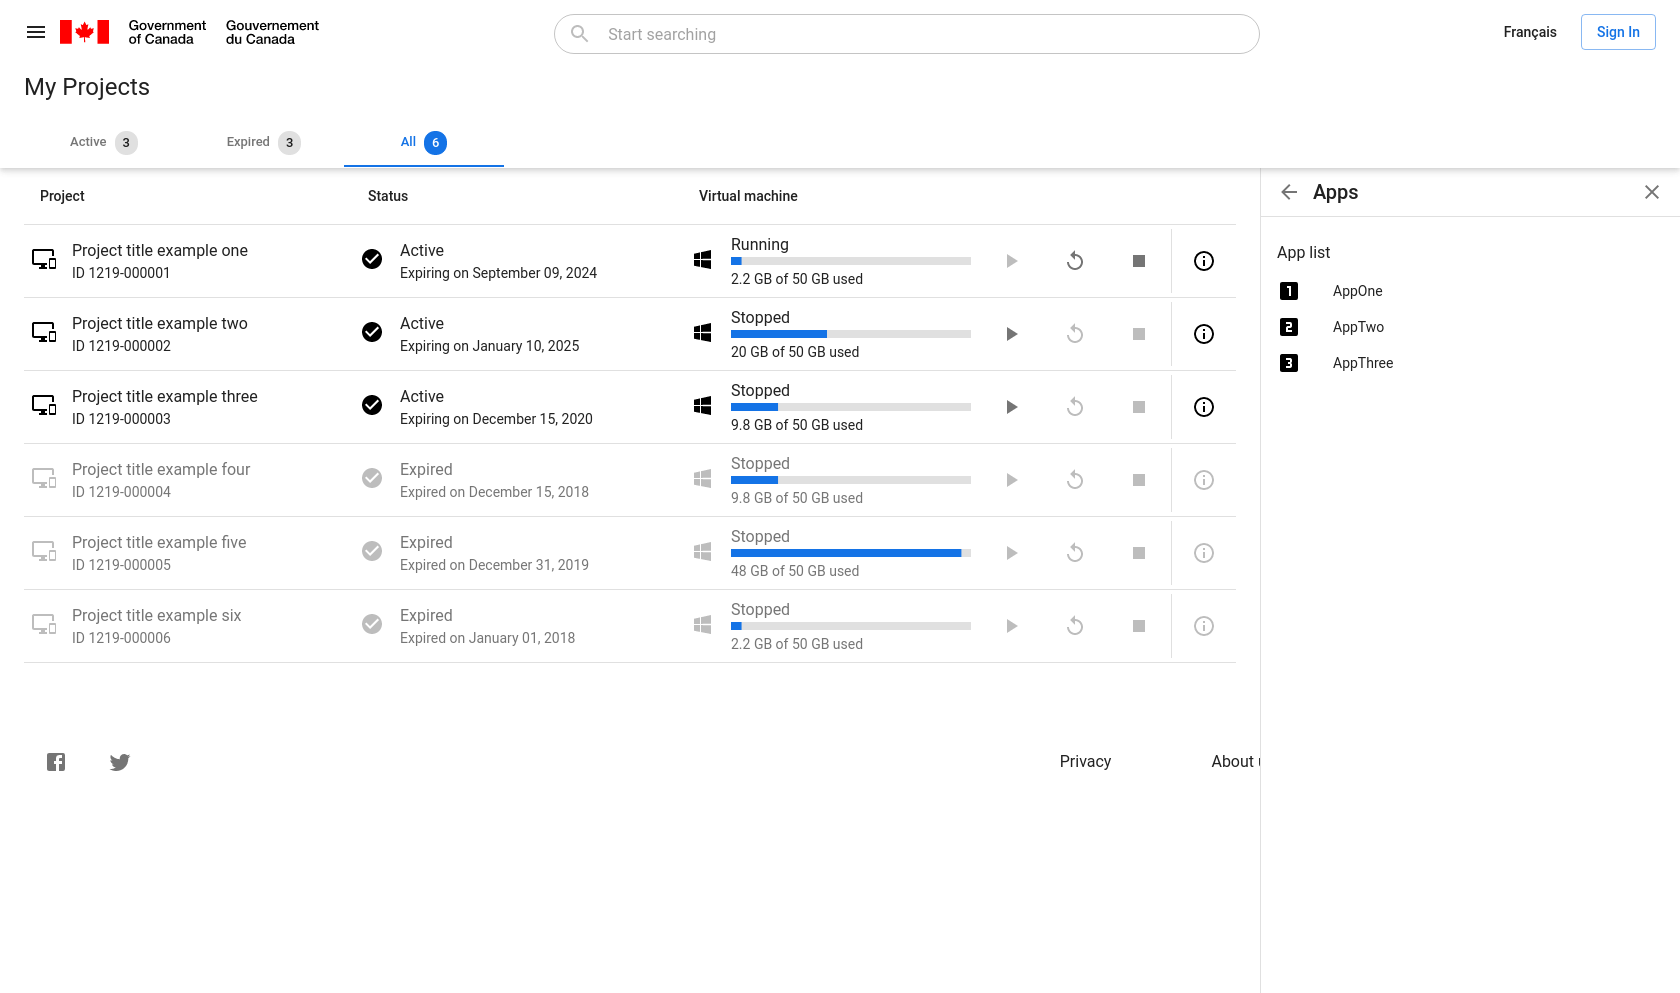 Government
of Canada
Gouvernement
du Canada
Start searching
Français
Sign In
My Projects
Active 3
Expired 3
All 6
Project
Status
Virtual machine
Project title example one
ID 1219-000001
Active
Expiring on September 09, 2024
Running
2.2 GB of 50 GB used
Project title example two
ID 1219-000002
Active
Expiring on January 10, 2025
Stopped
20 GB of 50 GB used
Project title example three
ID 1219-000003
Active
Expiring on December 15, 2020
Stopped
9.8 GB of 50 GB used
Project title example four
ID 1219-000004
Expired
Expired on December 15, 2018
Stopped
9.8 GB of 50 GB used
Project title example five
ID 1219-000005
Expired
Expired on December 31, 2019
Stopped
48 GB of 50 GB used
Project title example six
ID 1219-000006
Expired
Expired on January 01, 2018
Stopped
2.2 GB of 50 GB used
Apps
App list
1 AppOne
2 AppTwo
3 AppThree
Privacy
About